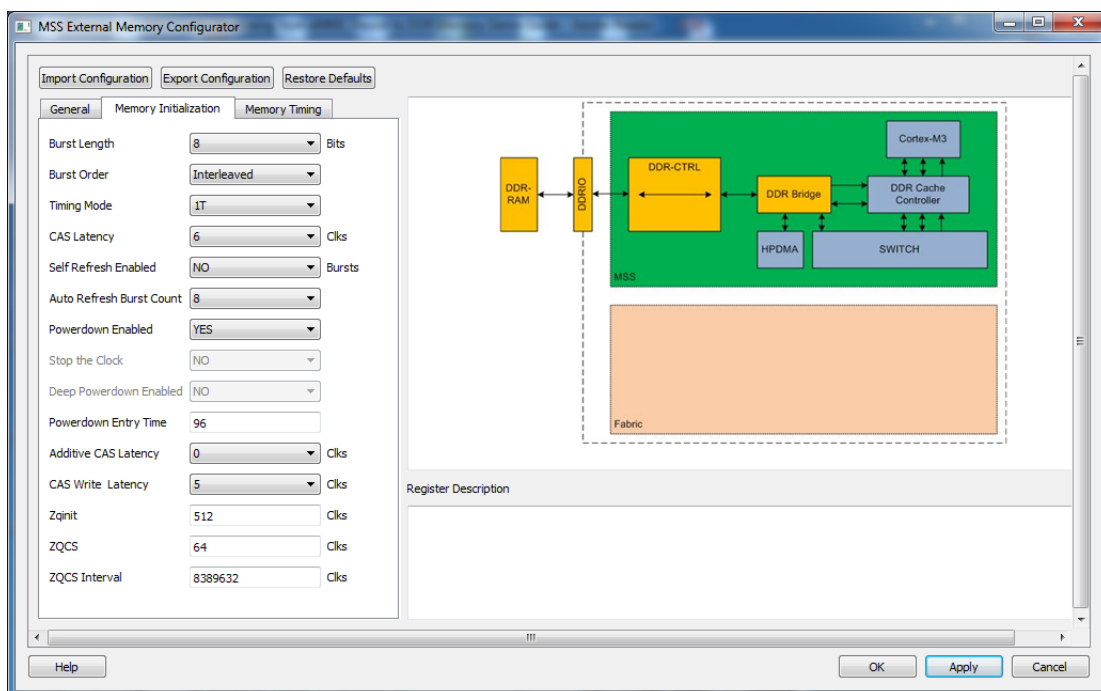 MSS External Memory Configurator
Import Configuration Export Configuration Restore Defaults
General Memory Initialization Memory Timing
Burst Length 8 Bits
Burst Order Interleaved
Timing Mode 1T
CAS Latency 6 Clks
Self Refresh Enabled NO Bursts
Auto Refresh Burst Count 8
Powerdown Enabled YES
Stop the Clock NO
Deep Powerdown Enabled NO
Powerdown Entry Time 96
Additive CAS Latency 0 Clks
CAS Write Latency 5 Clks
Zqinit 512 Clks
ZQCS 64 Clks
ZQCS Interval 8389632 Clks
DDR-
RAM
DDRIO
DDR-CTRL
DDR Bridge
Cortex-M3
DDR Cache
Controller
HPDMA
SWITCH
MSS
Fabric
Register Description
Help OK Apply Cancel